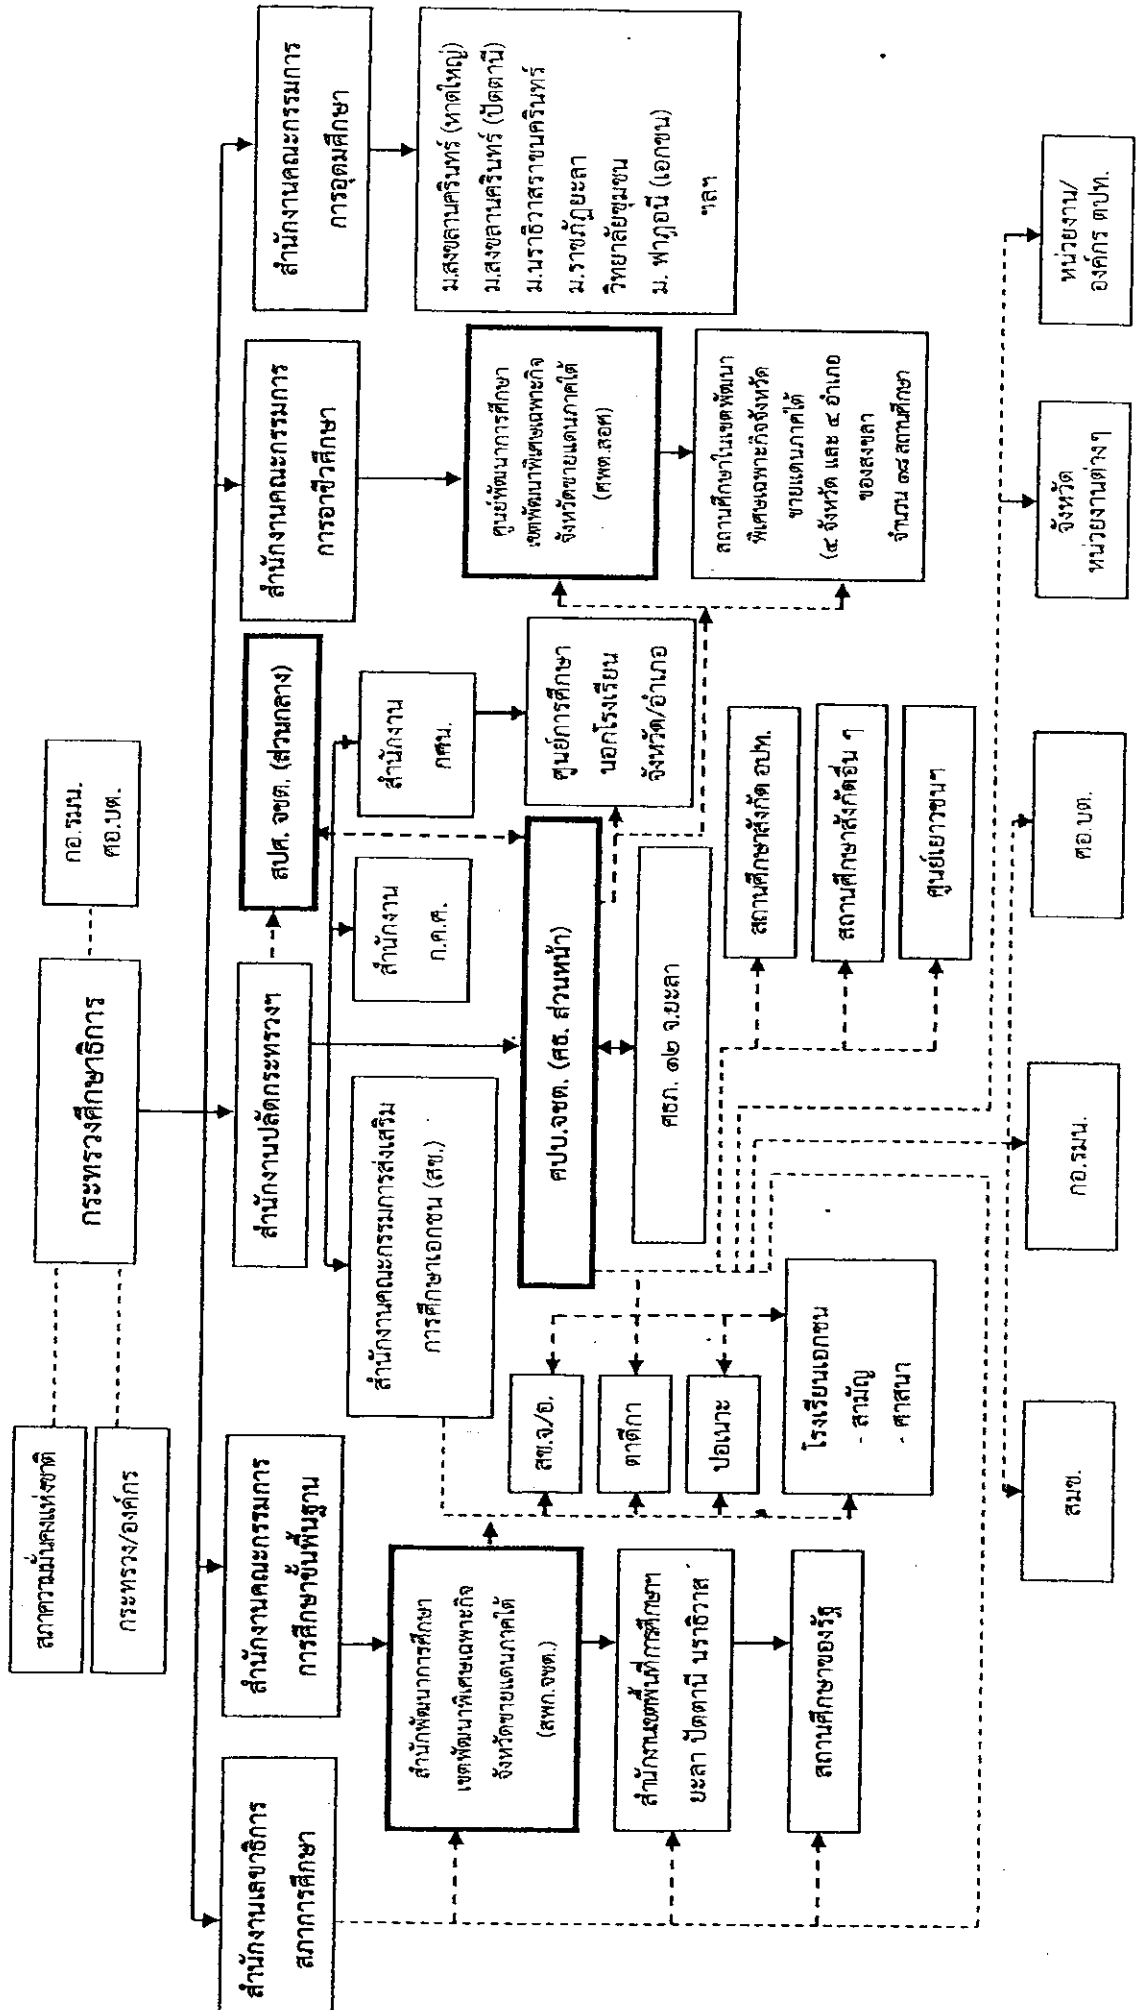 สภาความมั่นคงแห่งชาติ
กระทรวง/องค์กร
กระทรวงศึกษาธิการ
กอ.รมน.
ศอ.บต.
สำนักงานเลขาธิการ
สภาการศึกษา
สำนักงานคณะกรรมการ
การศึกษาขั้นพื้นฐาน
สำนักงานปลัดกระทรวงฯ
สปศ. จชต. (ส่วนกลาง)
สำนักงานคณะกรรมการ
การอาชีวศึกษา
สำนักงานคณะกรรมการ
การอุดมศึกษา
สำนักงานคณะกรรมการส่งเสริม
การศึกษาเอกชน (สช.)
สำนักงาน
ก.ค.ศ.
สำนักงาน
กศน.
สำนักพัฒนาการศึกษา
เขตพัฒนาพิเศษเฉพาะกิจ
จังหวัดชายแดนภาคใต้
(สพก.จชต.)
ศูนย์พัฒนาการศึกษา
เขตพัฒนาพิเศษเฉพาะกิจ
จังหวัดชายแดนภาคใต้
(ศพต.สอศ)
ม.สงขลานครินทร์ (หาดใหญ่)
ม.สงขลานครินทร์ (ปัตตานี)
ม.นราธิวาสราชนครินทร์
ม.ราชภัฏยะลา
วิทยาลัยชุมชน
ม. ฟาฏอนี (เอกชน)
ฯลฯ
สช.จ/อ.
ตาดีกา
ปอเนาะ
โรงเรียนเอกชน
- สามัญ
- ศาสนา
ศปบ.จชต. (ศธ. ส่วนหน้า)
ศูนย์การศึกษา
นอกโรงเรียน
จังหวัด/อำเภอ
ศธภ. ๑๒ จ.ยะลา
สำนักงานเขตพื้นที่การศึกษาฯ
ยะลา ปัตตานี นราธิวาส
สถานศึกษาของรัฐ
สถานศึกษาในเขตพัฒนา
พิเศษเฉพาะกิจจังหวัด
ชายแดนภาคใต้
(๔ จังหวัด และ ๔ อำเภอ
ของสงขลา
จำนวน ๑๘ สถานศึกษา
สถานศึกษาสังกัด อปท.
สถานศึกษาสังกัดอื่น ๆ
ศูนย์เยาวชนฯ
สมช.
กอ.รมน.
ศอ.บต.
จังหวัด
หน่วยงานต่างๆ
หน่วยงาน/
องค์กร ตปท.